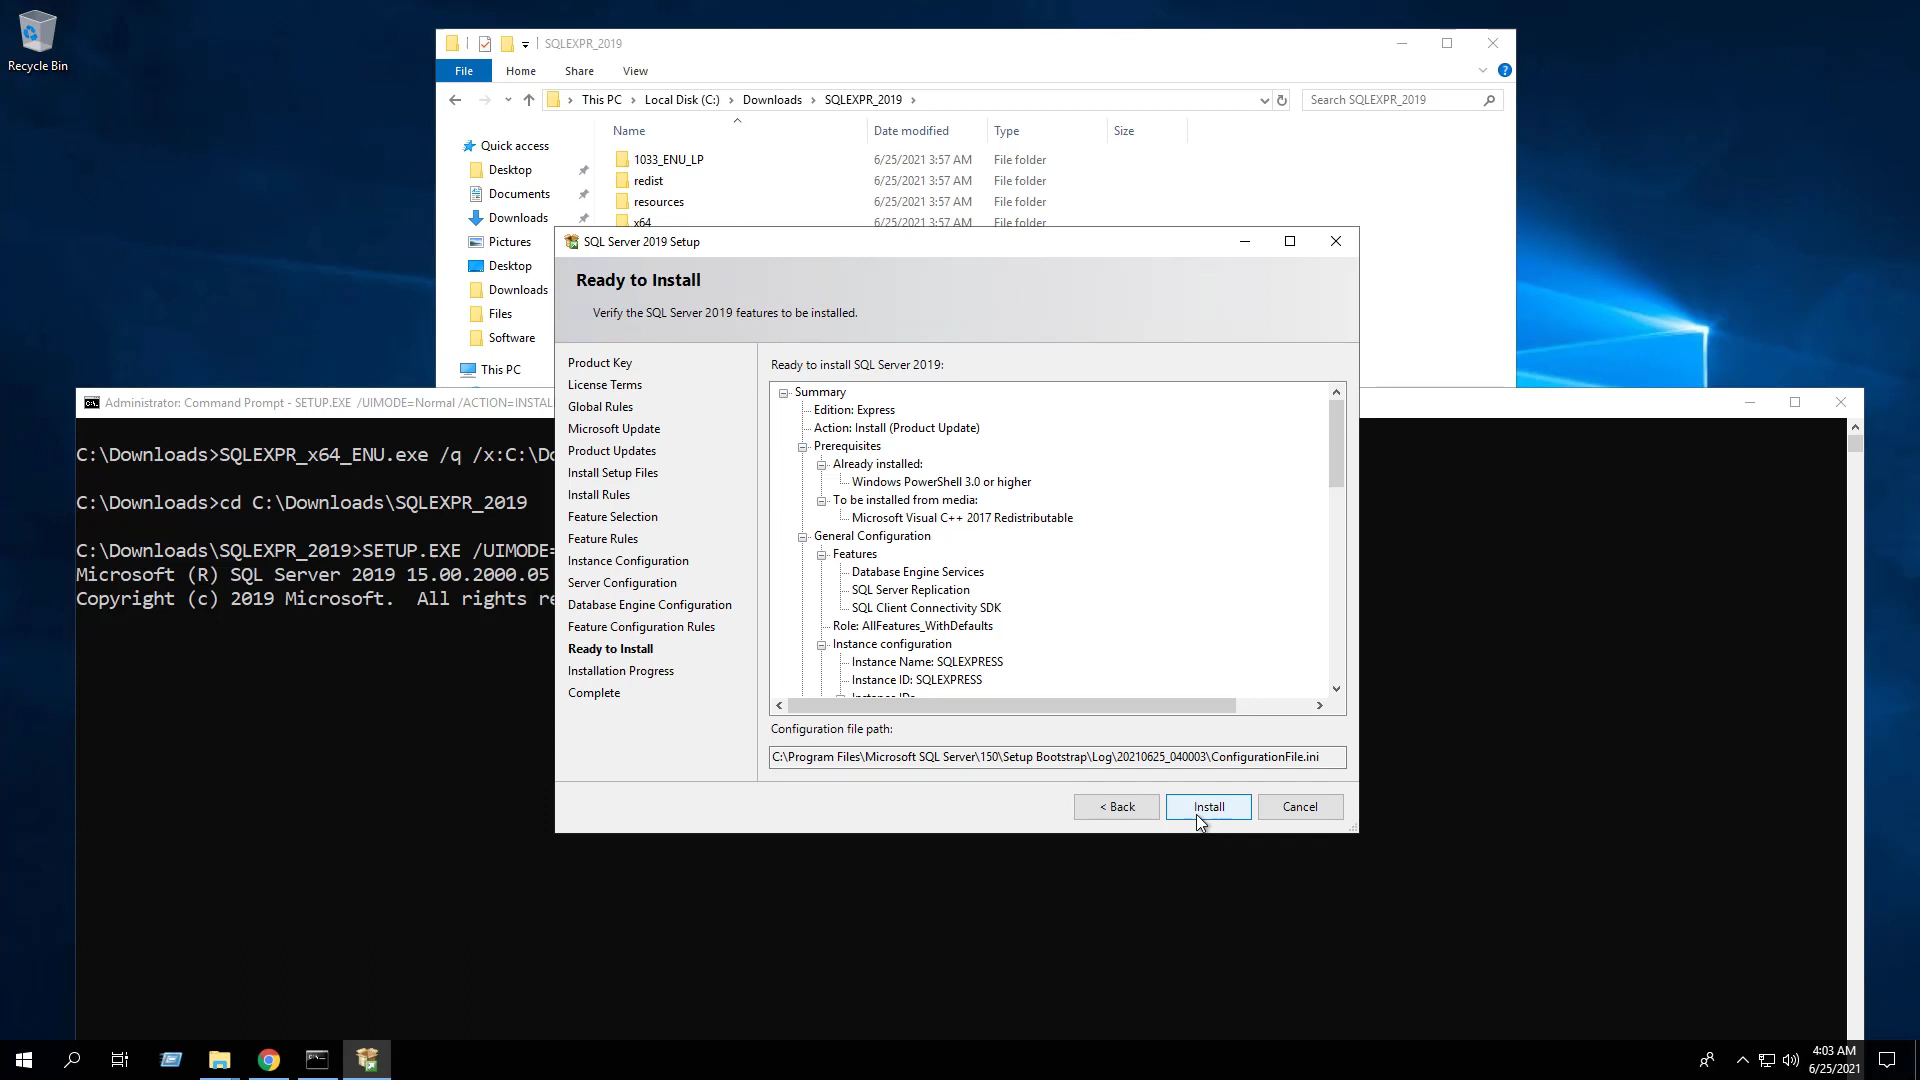 Recycle Bin
SQLEXPR_2019
File Home Share View
This PC Local Disk (C:) Downloads SQLEXPR_2019
Search SQLEXPR_2019
Name Date modified Type Size
Quick access
Desktop
Documents
Downloads
Pictures
Desktop
Downloads
Files
Software
This PC
1033_ENU_LP 6/25/2021 3:57 AM File folder
redist 6/25/2021 3:57 AM File folder
resources 6/25/2021 3:57 AM File folder
x64 6/25/2021 3:57 AM File folder
Administrator: Command Prompt - SETUP.EXE /UIMODE=Normal /ACTION=INSTAL
C:\Downloads>SQLEXPR_x64_ENU.exe /q /x:C:\Do
C:\Downloads>cd C:\Downloads\SQLEXPR_2019
C:\Downloads\SQLEXPR_2019>SETUP.EXE /UIMODE=
Microsoft (R) SQL Server 2019 15.00.2000.05
Copyright (c) 2019 Microsoft. All rights re
SQL Server 2019 Setup
Ready to Install
Verify the SQL Server 2019 features to be installed.
Product Key
License Terms
Global Rules
Microsoft Update
Product Updates
Install Setup Files
Install Rules
Feature Selection
Feature Rules
Instance Configuration
Server Configuration
Database Engine Configuration
Feature Configuration Rules
Ready to Install
Installation Progress
Complete
Ready to install SQL Server 2019:
Summary
Edition: Express
Action: Install (Product Update)
Prerequisites
Already installed:
Windows PowerShell 3.0 or higher
To be installed from media:
Microsoft Visual C++ 2017 Redistributable
General Configuration
Features
Database Engine Services
SQL Server Replication
SQL Client Connectivity SDK
Role: AllFeatures_WithDefaults
Instance configuration
Instance Name: SQLEXPRESS
Instance ID: SQLEXPRESS
Instance IDs
Configuration file path:
C:\Program Files\Microsoft SQL Server\150\Setup Bootstrap\Log\20210625_040003\ConfigurationFile.ini
< Back Install Cancel
4:03 AM
6/25/2021